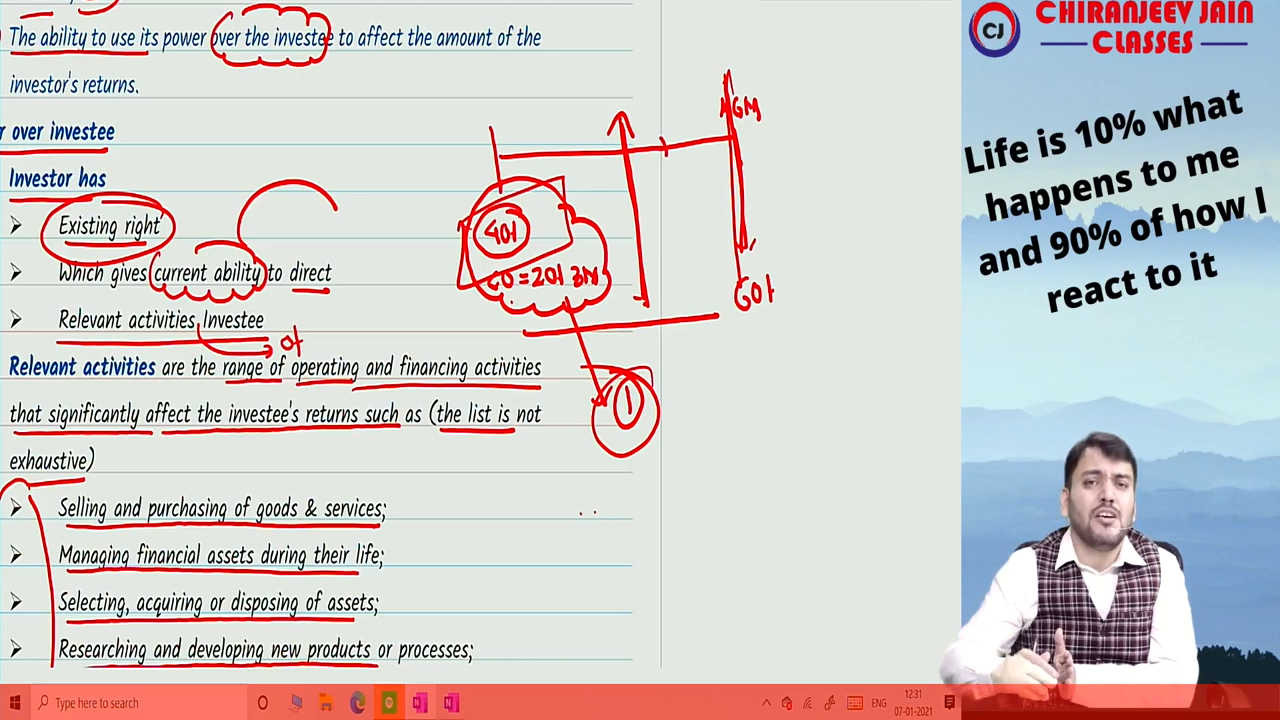 The ability to use its power over the investee to affect the amount of the
investor's returns.
r over investee
Investor has
➤ Existing right
➤ Which gives current ability to direct
➤ Relevant activities Investee
of
Relevant activities are the range of operating and financing activities
that significantly affect the investee's returns such as (the list is not
exhaustive)
➤ Selling and purchasing of goods & services;
➤ Managing financial assets during their life;
➤ Selecting, acquiring or disposing of assets;
➤ Researching and developing new products or processes;
AGM
1
CHIRANJEEV JAIN
CLASSES
CJ
Life is 10% what
happens to me
and 90% of how I
react to it
Type here to search
ENG
12:31
07-01-2021